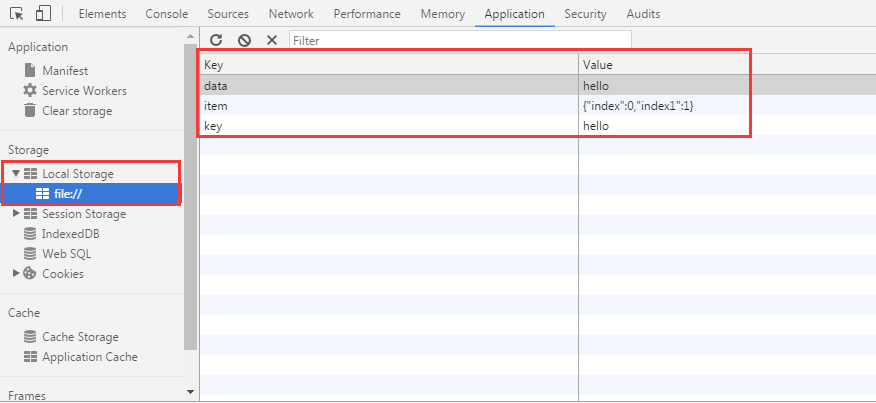 Elements Console Sources Network Performance Memory Application Security Audits
Application
Manifest
Service Workers
Clear storage
Storage
Local Storage
file://
Session Storage
IndexedDB
Web SQL
Cookies
Cache
Cache Storage
Application Cache
Frames
Filter
Key Value
data hello
item {"index":0,"index1":1}
key hello